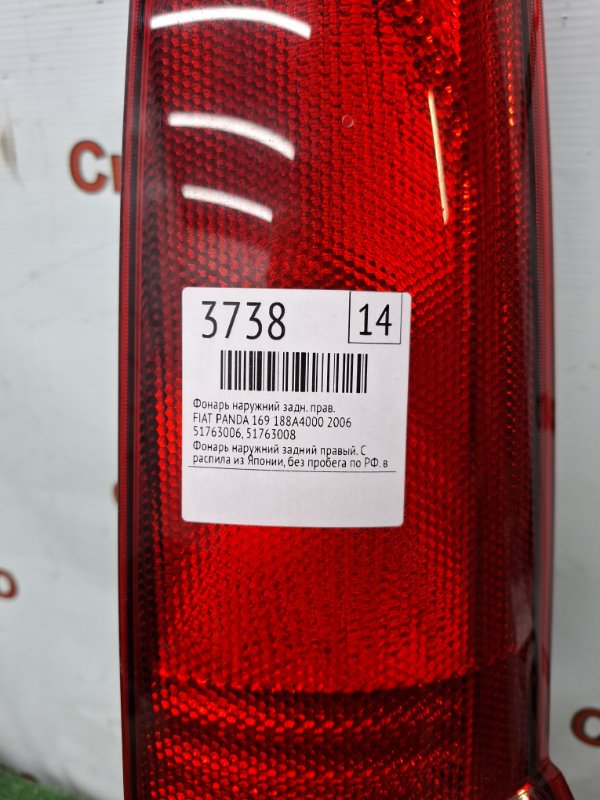 3738 14
Фонарь наружний задн. прав.
FIAT PANDA 169 188A4000 2006
51763006, 51763008
Фонарь наружний задний правый. С
распила из Японии, без пробега по РФ. в